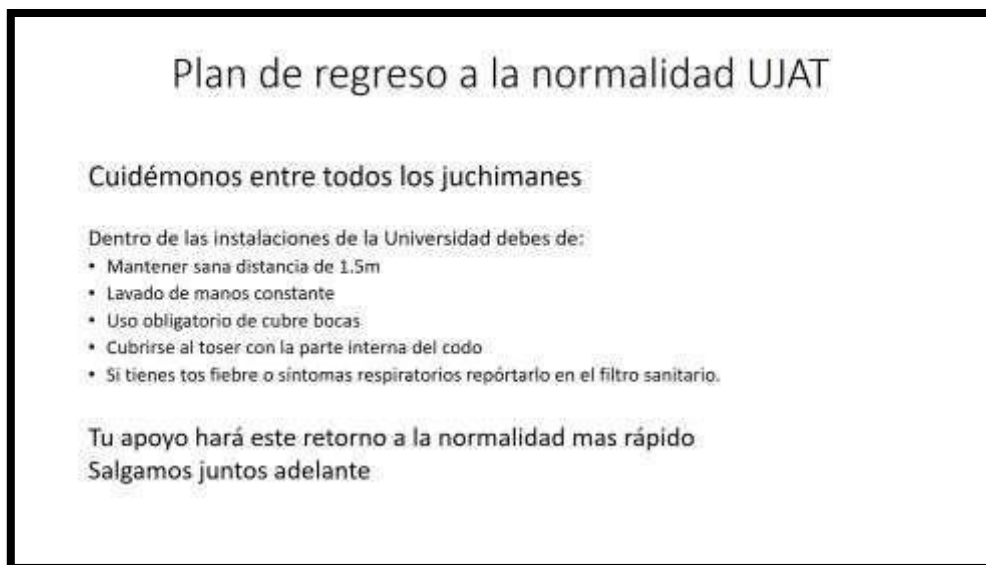 Plan de regreso a la normalidad UJAT
Cuidémonos entre todos los juchimanes
Dentro de las instalaciones de la Universidad debes de:
• Mantener sana distancia de 1.5m
• Lavado de manos constante
• Uso obligatorio de cubre bocas
• Cubrirse al toser con la parte interna del codo
• Si tienes tos fiebre o síntomas respiratorios repórtarlo en el filtro sanitario.
Tu apoyo hará este retorno a la normalidad mas rápido
Salgamos juntos adelante